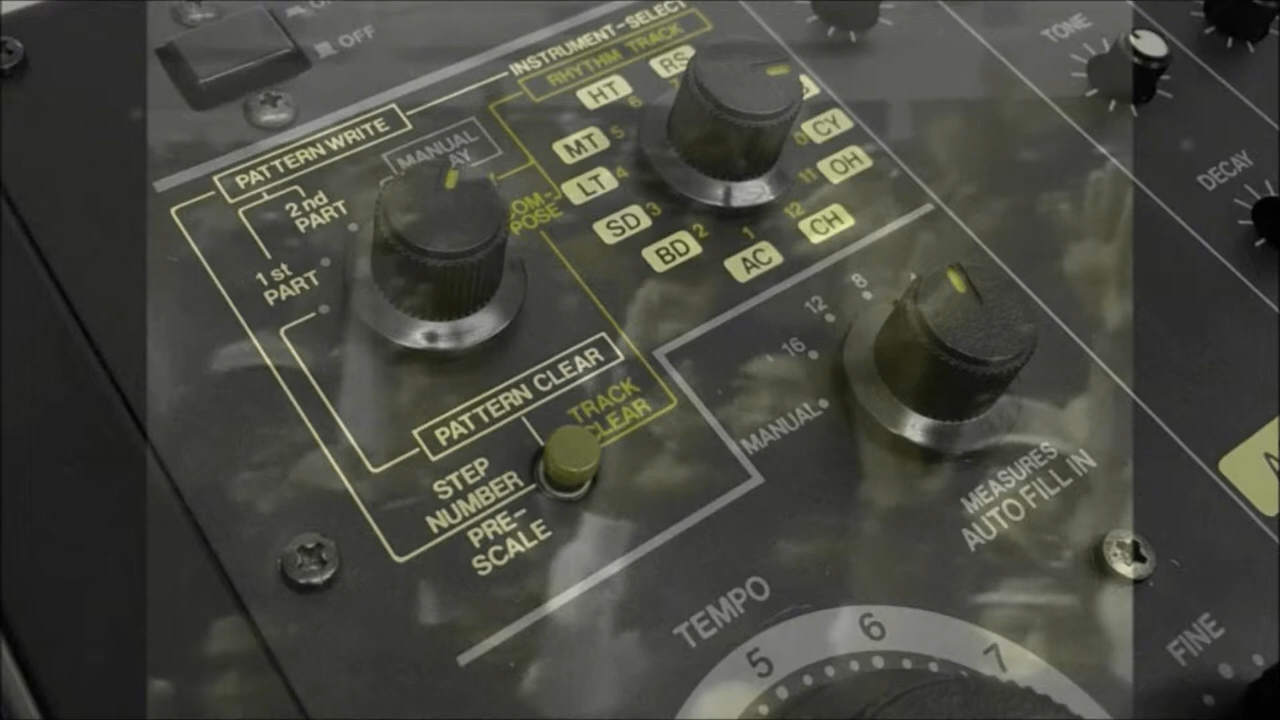 OFF
INSTRUMENT-SELECT
RHYTHM TRACK
TONE
PATTERN WRITE
MANUAL
2nd
PART
1st
PART
HT
RS
MT
LT
SD
BD
AC
CH
OH
CY
6
5
4
3
2
1
12
11
POSE
DECAY
PATTERN CLEAR
TRACK
CLEAR
STEP
NUMBER
PRE-
SCALE
8
12
16
MANUAL
MEASURES
AUTO FILL IN
TEMPO
5
6
7
FINE